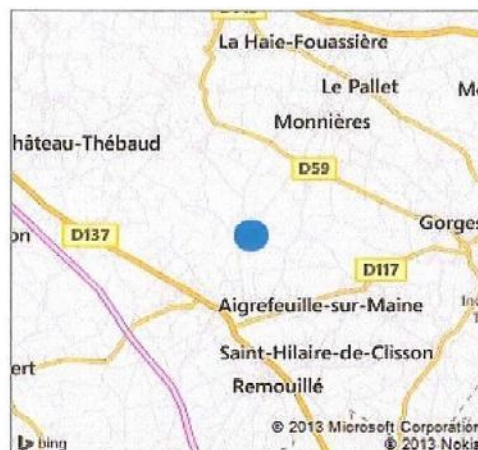 La Haie-Fouassière
Le Pallet
Monnières
hâteau-Thébaud
D59
Gorges
on
D137
D117
Aigrefeuille-sur-Maine
Saint-Hilaire-de-Clisson
ert
Remouillé
© 2013 Microsoft Corporation
bing
© 2013 Nokia